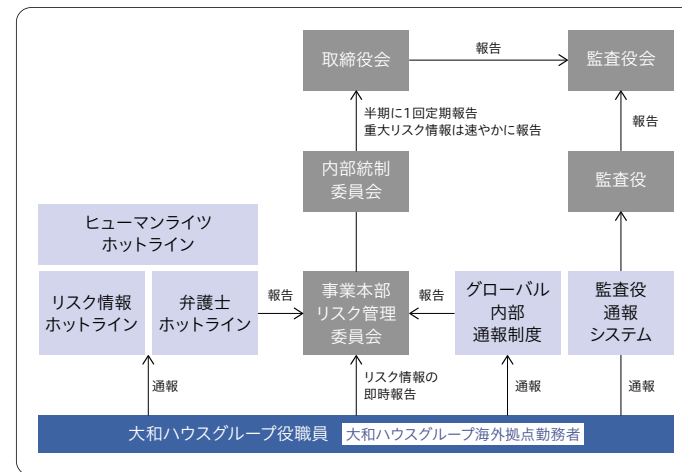 取締役会
報告
監査役会
半期に1回定期報告
重大リスク情報は速やかに報告
報告
内部統制
委員会
監査役
ヒューマンライツ
ホットライン
リスク情報
ホットライン
弁護士
ホットライン
報告
事業本部
リスク管理
委員会
報告
グローバル
内部
通報制度
監査役
通報
システム
通報
リスク情報の
即時報告
通報
通報
大和ハウスグループ役職員
大和ハウスグループ海外拠点勤務者